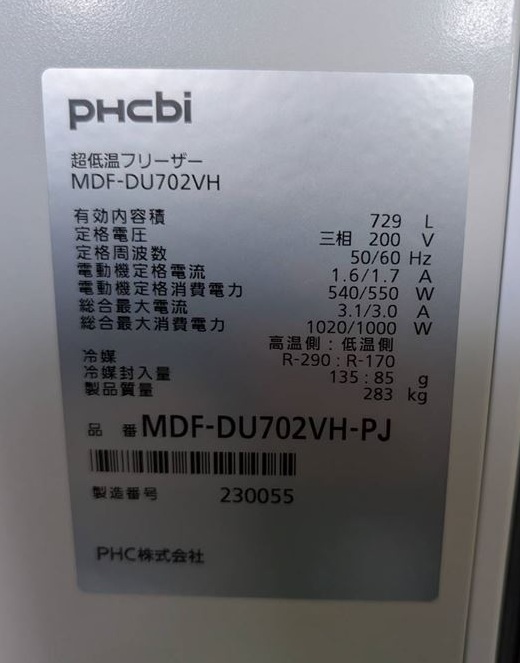 PHCbi
超低温フリーザー
MDF-DU702VH
有効内容積 729 L
定格電圧 三相 200 V
定格周波数 50/60 Hz
電動機定格電流 1.6/1.7 A
電動機定格消費電力 540/550 W
総合最大電流 3.1/3.0 A
総合最大消費電力 1020/1000 W
高温側:低温側
冷媒 R-290:R-170
冷媒封入量 135:85 g
製品質量 283 kg
品番 MDF-DU702VH-PJ
製造番号 230055
PHC株式会社